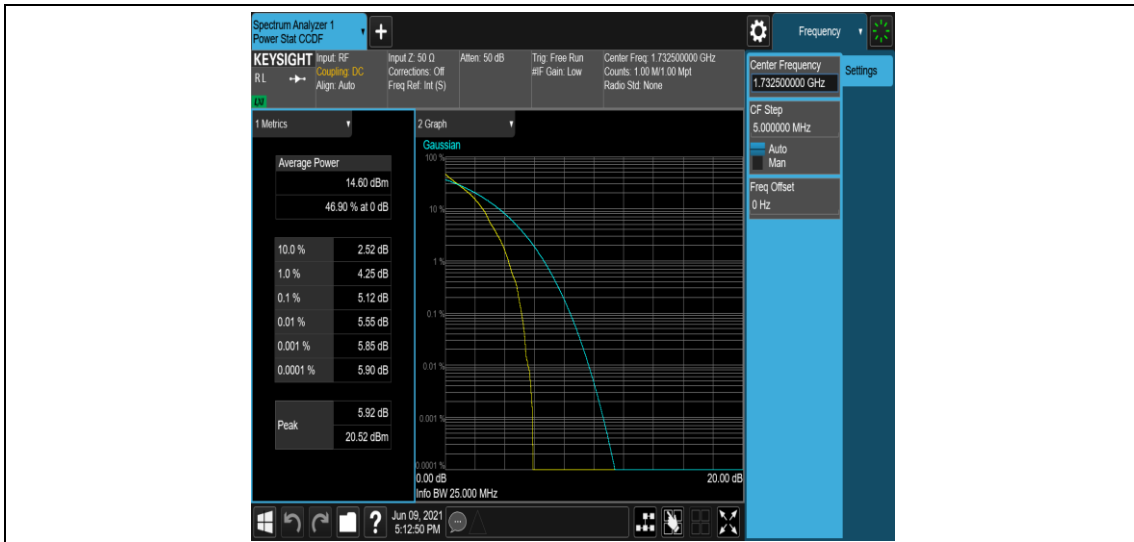 Spectrum Analyzer 1
Power Stat CCDF
+
Frequency
KEYSIGHT Input: RF Input Z: 50 Ω Atten: 50 dB Trig: Free Run Center Freq: 1.732500000 GHz
RL Coupling: DC Corrections: Off #IF Gain: Low Counts: 1.00 M/1.00 Mpt
Align: Auto Freq Ref: Int (S) Radio Std: None
LXI
Center Frequency
1.732500000 GHz
Settings
CF Step
5.000000 MHz
Auto
Man
Freq Offset
0 Hz
1 Metrics
Average Power
14.60 dBm
46.90 % at 0 dB
10.0 % 2.52 dB
1.0 % 4.25 dB
0.1 % 5.12 dB
0.01 % 5.55 dB
0.001 % 5.85 dB
0.0001 % 5.90 dB
Peak 5.92 dB
20.52 dBm
2 Graph
Gaussian
100 %
10 %
1 %
0.1 %
0.01 %
0.001 %
0.0001 %
0.00 dB 20.00 dB
Info BW 25.000 MHz
? Jun 09, 2021
5:12:50 PM